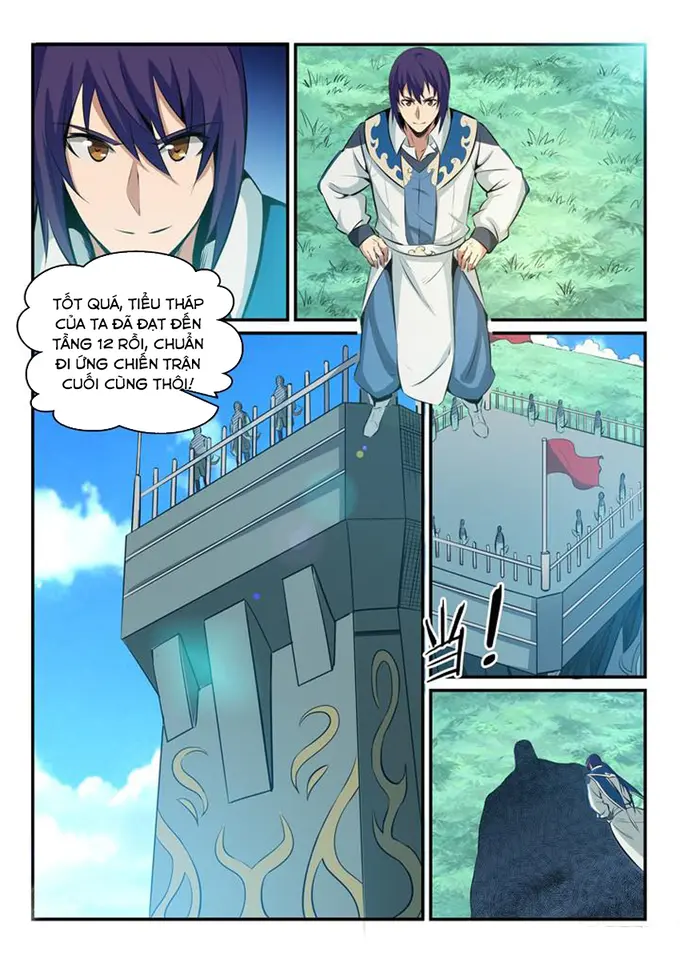 TỐT QUÁ, TIỂU THÁP
CỦA TA ĐÃ ĐẠT ĐẾN
TẦNG 12 RỒI, CHUẨN
ĐI ỨNG CHIẾN TRẬN
CUỐI CÙNG THÔI!
当!